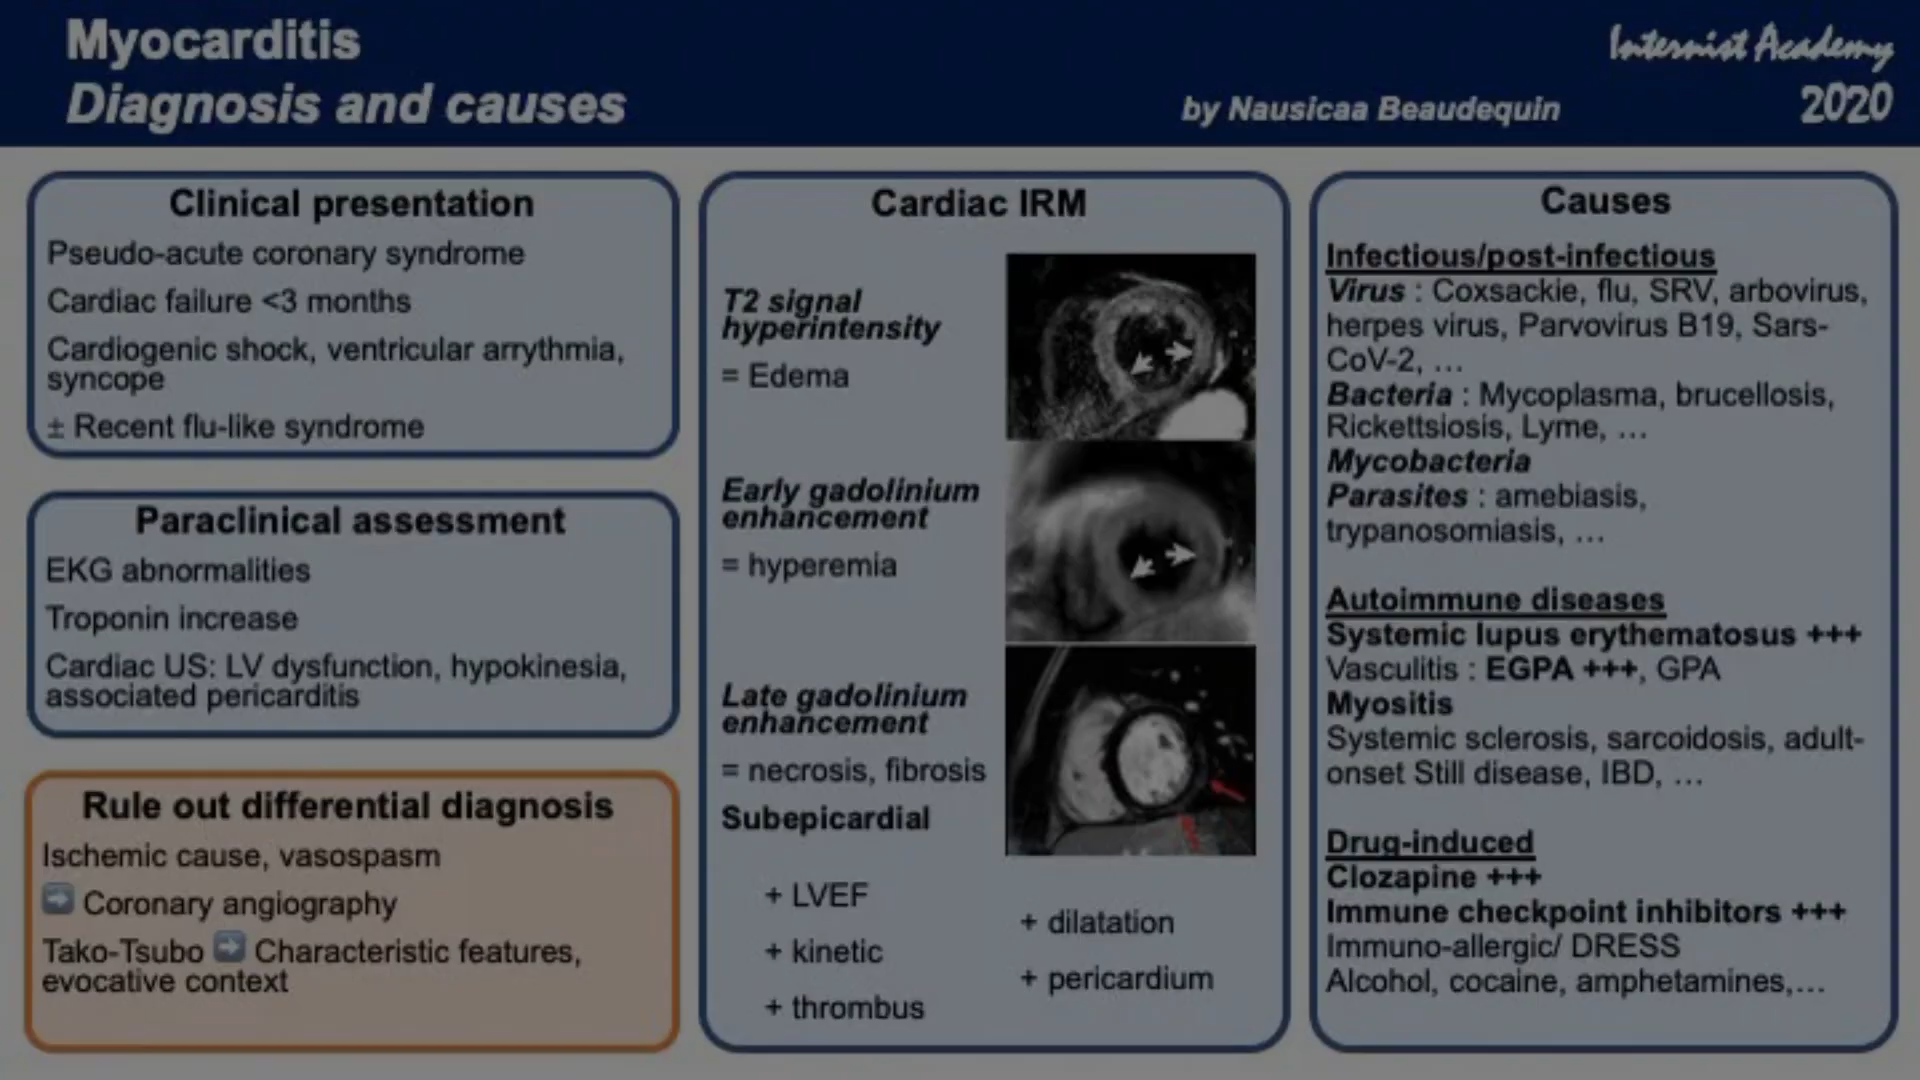 Myocarditis
Diagnosis and causes
by Nausicaa Beaudequin
Internist Academy
2020
Clinical presentation
Pseudo-acute coronary syndrome
Cardiac failure <3 months
Cardiogenic shock, ventricular arrythmia,
syncope
± Recent flu-like syndrome
Paraclinical assessment
EKG abnormalities
Troponin increase
Cardiac US: LV dysfunction, hypokinesia,
associated pericarditis
Rule out differential diagnosis
Ischemic cause, vasospasm
➡ Coronary angiography
Tako-Tsubo ➡ Characteristic features,
evocative context
Cardiac IRM
T2 signal
hyperintensity
= Edema
Early gadolinium
enhancement
= hyperemia
Late gadolinium
enhancement
= necrosis, fibrosis
Subepicardial
+ LVEF
+ kinetic
+ thrombus
+ dilatation
+ pericardium
Causes
Infectious/post-infectious
Virus : Coxsackie, flu, SRV, arbovirus,
herpes virus, Parvovirus B19, Sars-
CoV-2, …
Bacteria : Mycoplasma, brucellosis,
Rickettsiosis, Lyme, …
Mycobacteria
Parasites : amebiasis,
trypanosomiasis, …
Autoimmune diseases
Systemic lupus erythematosus +++
Vasculitis : EGPA +++, GPA
Myositis
Systemic sclerosis, sarcoidosis, adult-
onset Still disease, IBD, …
Drug-induced
Clozapine +++
Immune checkpoint inhibitors +++
Immuno-allergic/ DRESS
Alcohol, cocaine, amphetamines,…